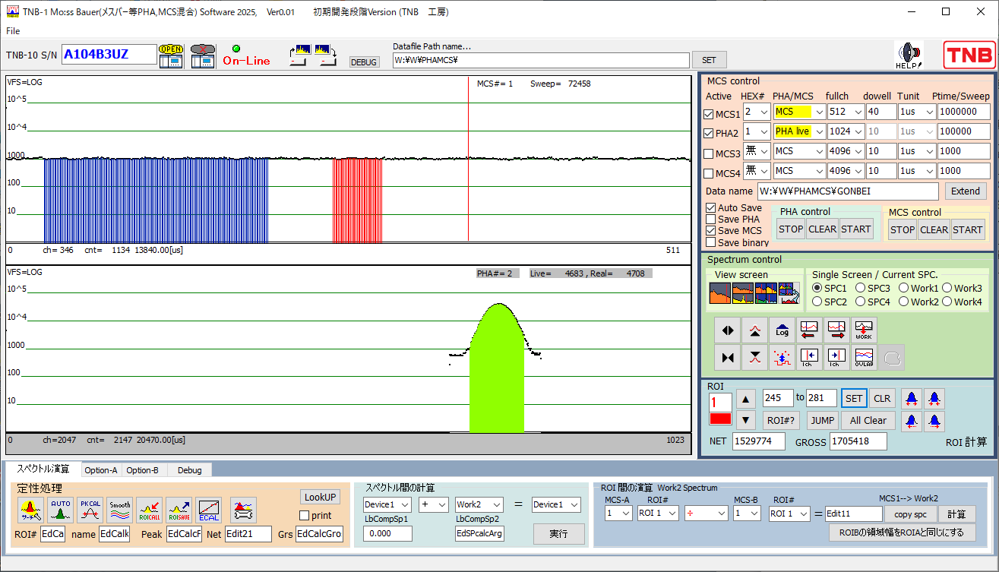 TNB-1 Mo:ss Bauer(ﾒｽﾊﾞｰ等PHA,MCS混合) Software 2025, Ver0.01 初期開発段階Version (TNB 工房)
File
TNB-10 S/N A104B3UZ OPEN On-Line DEBUG
Datafile Path name...
W:¥W¥PHAMCS¥ SET HELP! TNB
VFS=LOG MCS#= 1 Sweep= 72458
10^5
10^4
1000
100
10
0 ch= 346 cnt= 1134 13840.00[us] 511
VFS=LOG PHA#= 2 Live= 4683 , Real= 4708
10^5
10^4
1000
100
10
0 ch=2047 cnt= 2147 20470.00[us] 1023
MCS control
Active HEX# PHA/MCS fullch dowell Tunit Ptime/Sweep
MCS1 2 MCS 512 40 1us 1000000
PHA2 1 PHA live 1024 10 1us 100000
MCS3 無 MCS 4096 10 1us 1000
MCS4 無 MCS 4096 10 1us 1000
Data name W:¥W¥PHAMCS¥GONBEI Extend
Auto Save
Save PHA
Save MCS
Save binary
PHA control
STOP CLEAR START
MCS control
STOP CLEAR START
Spectrum control
View screen
Single Screen / Current SPC.
SPC1 SPC3 Work1 Work3
SPC2 SPC4 Work2 Work4
Log WORK
1ch 1ch OVLAP
ROI
1 ▲ 245 to 281 SET CLR
▼ ROI#? JUMP All Clear
NET 1529774 GROSS 1705418 ROI 計算
スペクトル演算 Option-A Option-B Debug
定性処理
サーチ AUTO PKCAL Smooth ROICALL ROISAVE ECAL
LookUP
print
ROI# EdCa name EdCalk Peak EdCalcF Net Edit21 Grs EdCalcGro
スペクトル間の計算
Device1 + Work2 = Device1
LbCompSp1 LbCompSp2
0.000 EdSPcalcArg 実行
ROI 間の演算 Work2 Spectrum
MCS-A ROI# MCS-B ROI# MCS1--> Work2
1 ROI 1 ÷ 1 ROI 1 = Edit11 copy spc 計算
ROIBの領域幅をROIAと同じにする